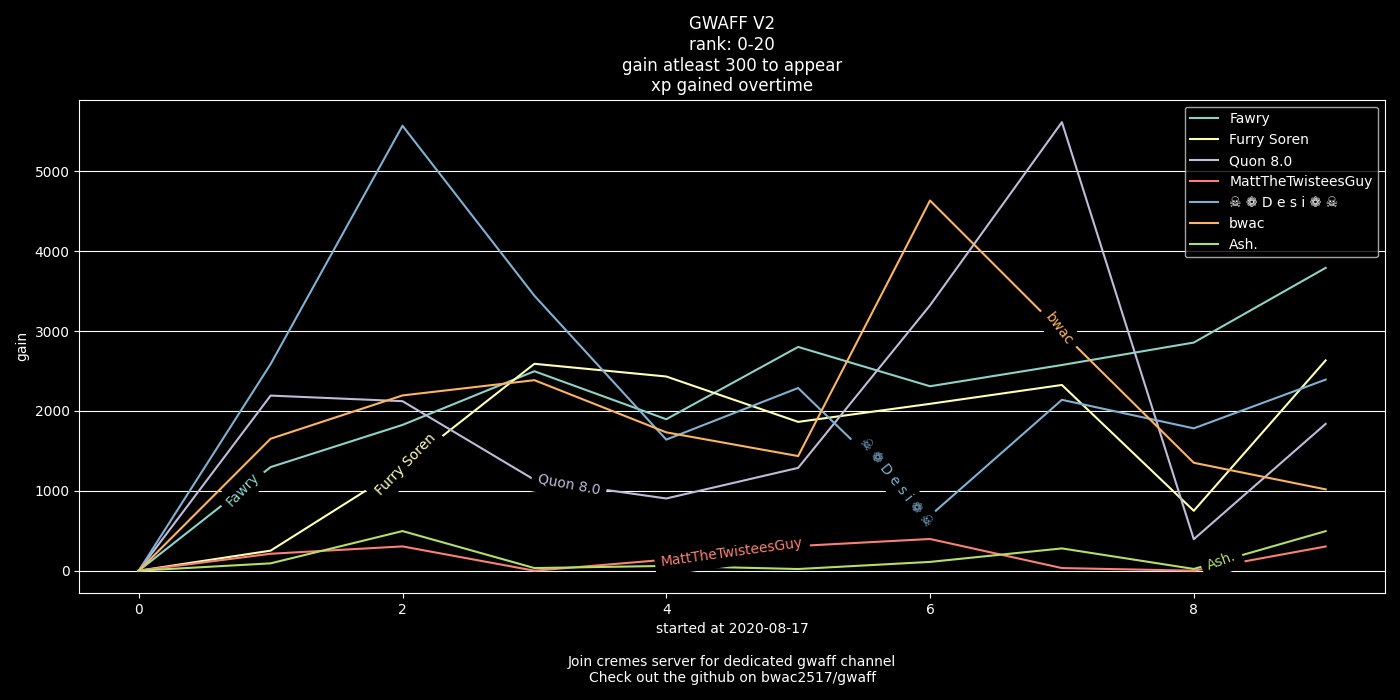 GWAFF V2
rank: 0-20
gain atleast 300 to appear
xp gained overtime
Fawry
Furry Soren
Quon 8.0
MattTheTwisteesGuy
☠ ❁ D e s i ❁ ☠
bwac
Ash.
gain
5000
4000
3000
2000
1000
0
Fawry
Furry Soren
Quon 8.0
MattTheTwisteesGuy
☠ ❁ D e s i ❁ ☠
bwac
Ash.
0 2 4 6 8
started at 2020-08-17
Join cremes server for dedicated gwaff channel
Check out the github on bwac2517/gwaff